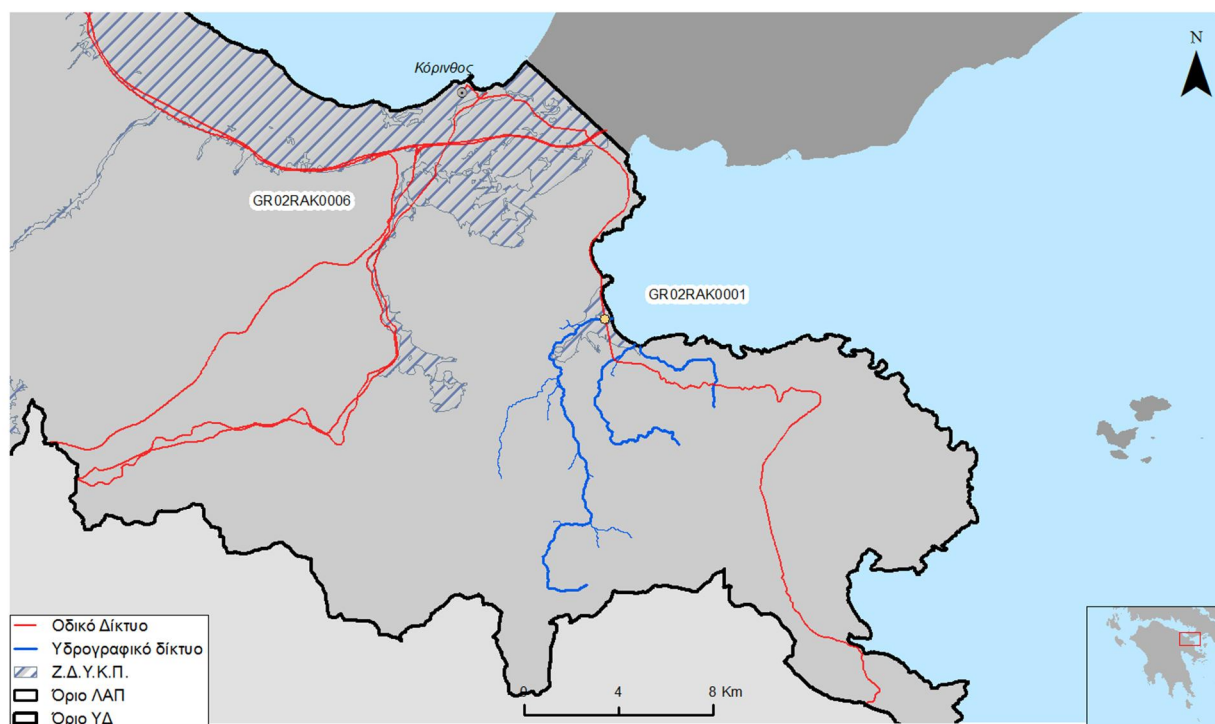 N
Κόρινθος
GR02RAK0006
GR02RAK0001
Οδικό Δίκτυο
Υδρογραφικό δίκτυο
Ζ.Δ.Υ.Κ.Π.
Όριο ΛΑΠ
Όριο ΥΔ
0 4 8 Km